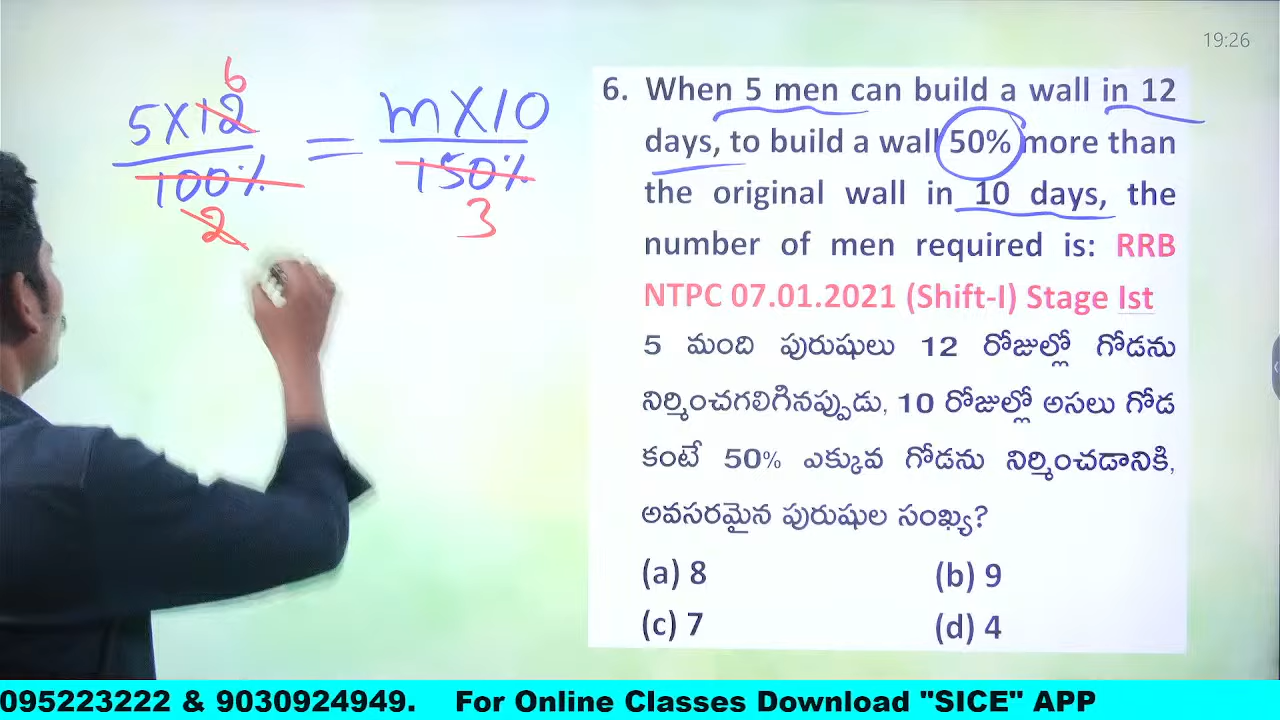 19:26
6
5X12 = mX10
100% 150%
2 3
6. When 5 men can build a wall in 12
days, to build a wall 50% more than
the original wall in 10 days, the
number of men required is: RRB
NTPC 07.01.2021 (Shift-I) Stage Ist
5 మంది పురుషులు 12 రోజుల్లో గోడను
నిర్మించగలిగినప్పుడు, 10 రోజుల్లో అసలు గోడ
కంటే 50% ఎక్కువ గోడను నిర్మించడానికి,
అవసరమైన పురుషుల సంఖ్య?
(a) 8 (b) 9
(c) 7 (d) 4
095223222 & 9030924949. For Online Classes Download "SICE" APP